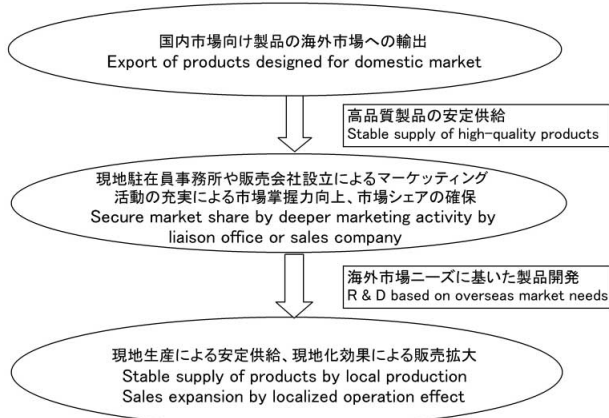 国内市場向け製品の海外市場への輸出
Export of products designed for domestic market
高品質製品の安定供給
Stable supply of high-quality products
現地駐在員事務所や販売会社設立によるマーケッティング
活動の充実による市場掌握力向上、市場シェアの確保
Secure market share by deeper marketing activity by
liaison office or sales company
海外市場ニーズに基いた製品開発
R & D based on overseas market needs
現地生産による安定供給、現地化効果による販売拡大
Stable supply of products by local production
Sales expansion by localized operation effect